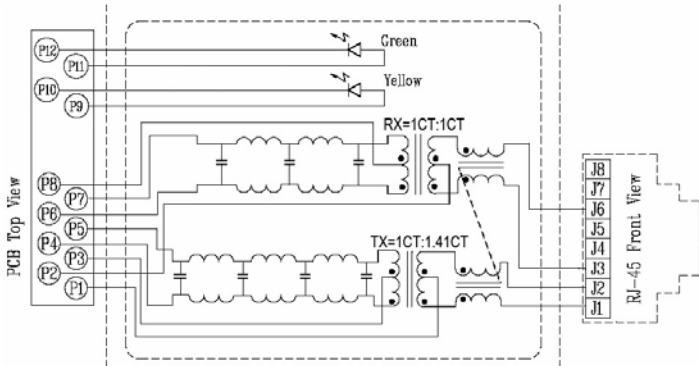 PCB Top View
P12
P11
Green
P10
P9
Yellow
RX=1CT:1CT
P8
P7
P6
P5
P4
P3
P2
P1
TX=1CT:1.41CT
J8
J7
J6
J5
J4
J3
J2
J1
RJ-45 Front View